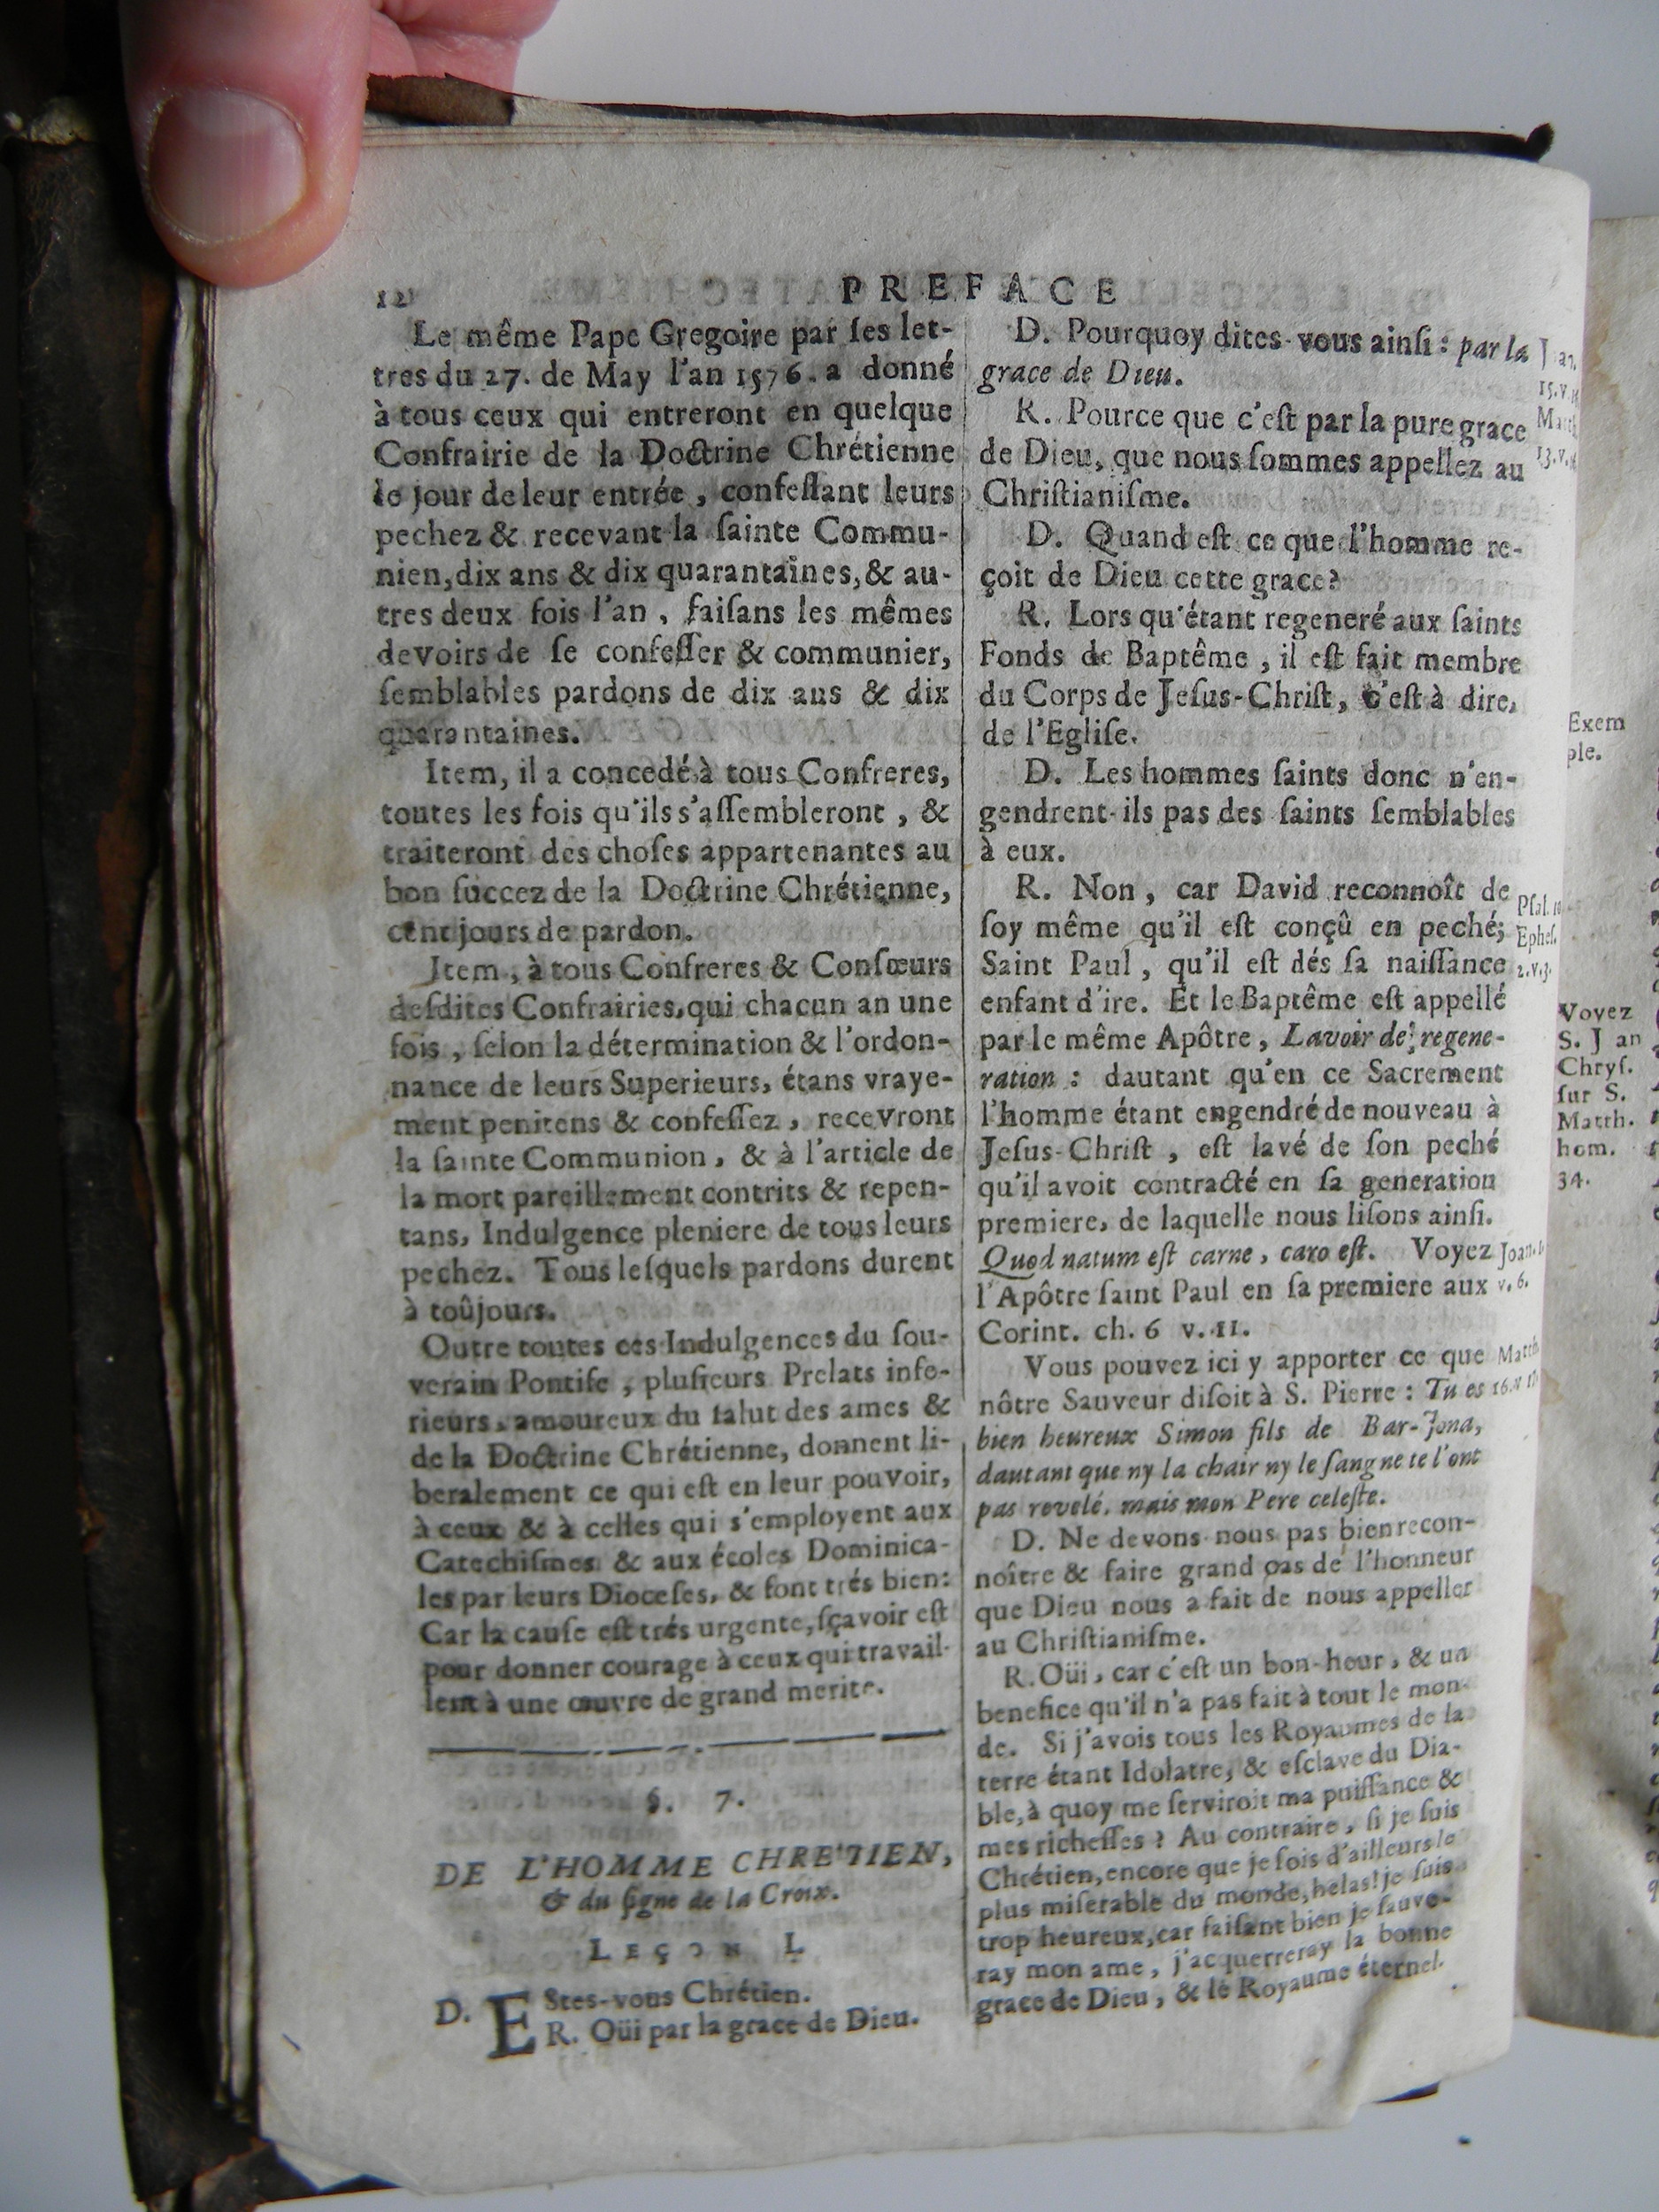 12
PREFACE
Le même Pape Gregoire par ſes let-
tres du 27. de May l'an 1576. a donné
à tous ceux qui entreront en quelque
Confrairie de la Doctrine Chrétienne
le jour de leur entrée, confeſſant leurs
pechez & recevant la ſainte Commu-
nien, dix ans & dix quarantaines, & au-
tres deux fois l'an, faiſans les mêmes
devoirs de ſe confeſſer & communier,
ſemblables pardons de dix ans & dix
quarantaines.
Item, il a concedé à tous Confreres,
toutes les fois qu'ils s'aſſembleront, &
traiteront des choſes appartenantes au
bon ſuccez de la Doctrine Chrétienne,
cent jours de pardon.
Item, à tous Confreres & Conſœurs
deſdites Confrairies, qui chacun an une
fois, ſelon la détermination & l'ordon-
nance de leurs Superieurs, étans vraye-
ment penitens & confeſſez, recevront
la ſainte Communion, & à l'article de
la mort pareillement contrits & repen-
tans, Indulgence pleniere de tous leurs
pechez. Tous leſquels pardons durent
à toûjours.
Outre toutes ces Indulgences du ſou-
verain Pontife, pluſieurs Prelats infe-
rieurs, amoureux du ſalut des ames &
de la Doctrine Chrétienne, donnent li-
beralement ce qui eſt en leur pouvoir,
à ceux & à celles qui s'employent aux
Catechiſmes & aux écoles Dominica-
les par leurs Dioceſes, & font trés bien:
Car la cauſe eſt trés urgente, ſçavoir eſt
pour donner courage à ceux qui travail-
lent à une œuvre de grand merite.
§. 7.
DE L'HOMME CHRE'TIEN,
& du ſigne de la Croix.
LEÇON I.
D. EStes-vous Chrétien.
R. Oüi par la grace de Dieu.
D. Pourquoy dites-vous ainſi: par la
grace de Dieu.
R. Pource que c'eſt par la pure grace
de Dieu, que nous ſommes appellez au
Chriſtianiſme.
D. Quand eſt ce que l'homme re-
çoit de Dieu cette grace?
R. Lors qu'étant regeneré aux ſaints
Fonds de Baptême, il eſt fait membre
du Corps de Jeſus-Chriſt, c'eſt à dire,
de l'Egliſe.
D. Les hommes ſaints donc n'en-
gendrent-ils pas des ſaints ſemblables
à eux.
R. Non, car David reconnoît de
ſoy même qu'il eſt conçû en peché;
Saint Paul, qu'il eſt dés ſa naiſſance
enfant d'ire. Et le Baptême eſt appellé
par le même Apôtre, Lavoir de regene-
ration: dautant qu'en ce Sacrement
l'homme étant engendré de nouveau à
Jeſus-Chriſt, eſt lavé de ſon peché
qu'il avoit contracté en ſa generation
premiere, de laquelle nous liſons ainſi.
Quod natum eſt carne, caro eſt. Voyez
l'Apôtre ſaint Paul en ſa premiere aux
Corint. ch. 6 v. 11.
Vous pouvez ici y apporter ce que
nôtre Sauveur diſoit à S. Pierre: Tu es
bien heureux Simon fils de Bar-Jona,
dautant que ny la chair ny le ſang ne te l'ont
pas revelé, mais mon Pere celeſte.
D. Ne devons nous pas bien recon-
noître & faire grand cas de l'honneur
que Dieu nous a fait de nous appeller
au Chriſtianiſme.
R. Oüi, car c'eſt un bon-heur, & un
benefice qu'il n'a pas fait à tout le mon-
de. Si j'avois tous les Royaumes de la
terre étant Idolatre, & eſclave du Dia-
ble, à quoy me ſerviroit ma puiſſance &
mes richeſſes? Au contraire, ſi je ſuis
Chrétien, encore que je ſois d'ailleurs le
plus miſerable du monde, helas! je ſuis
trop heureux, car faiſant bien je ſauve-
ray mon ame, j'acquerreray la bonne
grace de Dieu, & le Royaume éternel.
15. v.
13. v.
Pſal.
Epheſ.
2. v. 3.
Joan.
v. 6.
Matth
16. v
Exem
ple.
Voyez
S. J an
Chryſ.
ſur S.
Matth.
hom.
34.